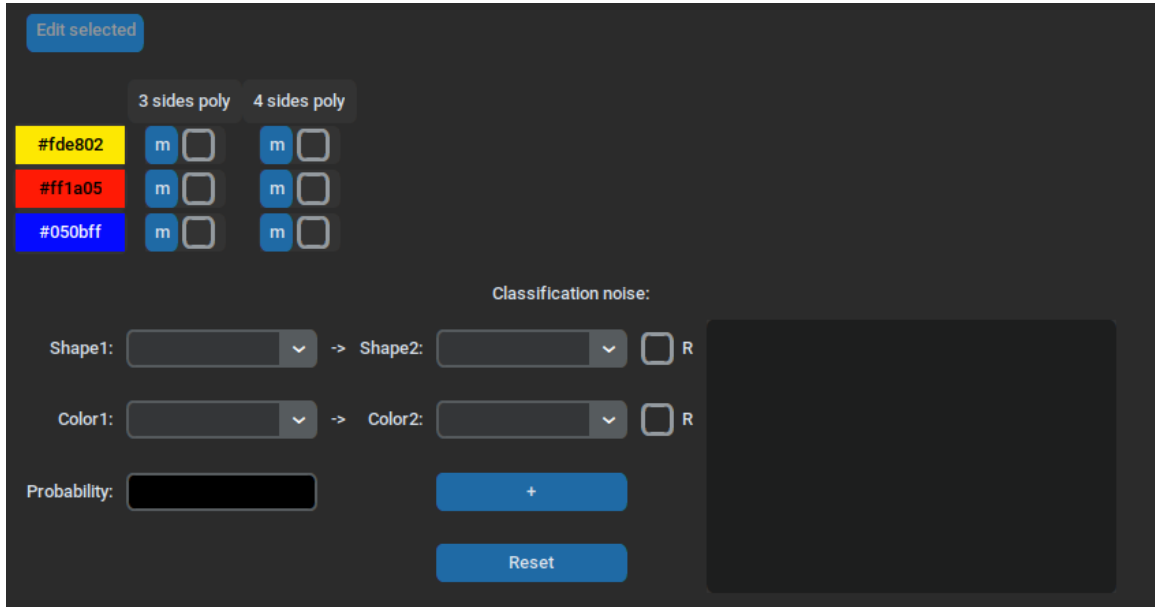 Edit selected
3 sides poly 4 sides poly
#fde802 m m
#ff1a05 m m
#050bff m m
Classification noise:
Shape1: -> Shape2: R
Color1: -> Color2: R
Probability: +
Reset